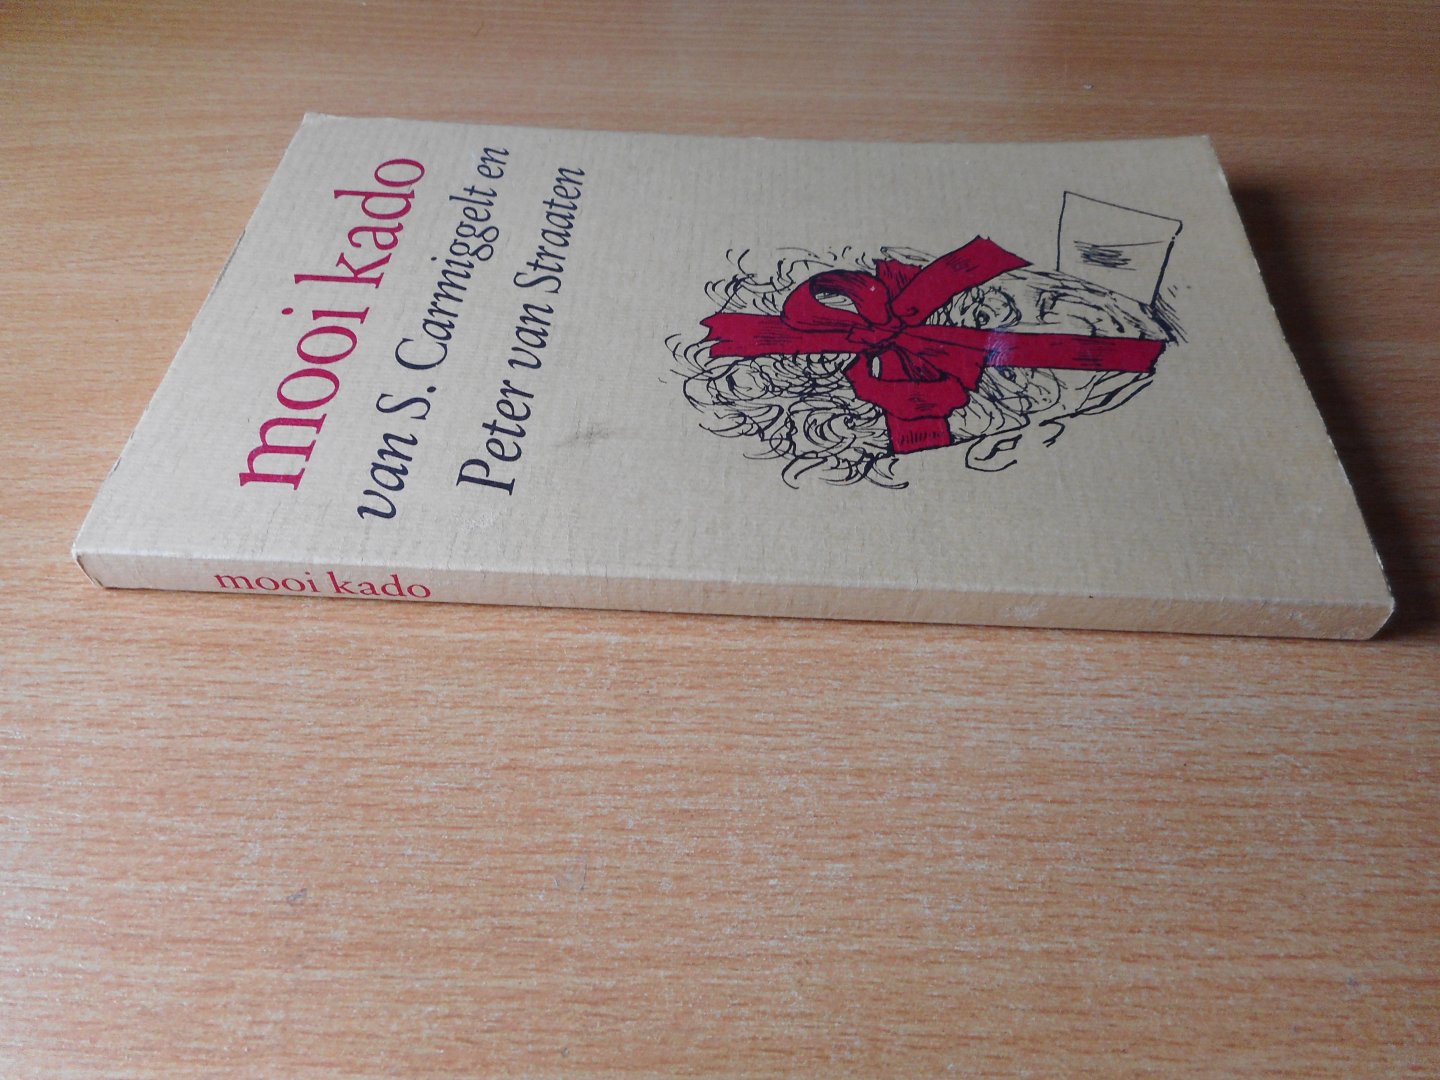 mooi kado
van S. Carmiggelt en
Peter van Straaten
mooi kado